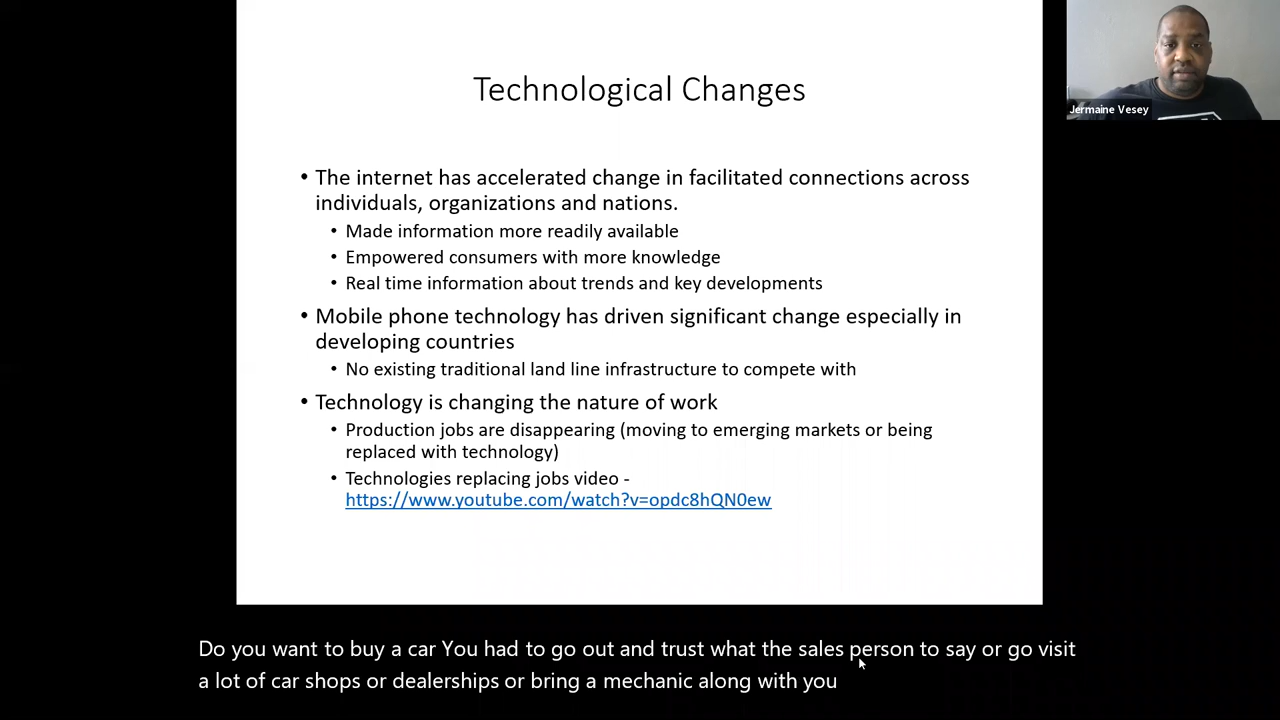 Technological Changes
Jermaine Vesey
• The internet has accelerated change in facilitated connections across
individuals, organizations and nations.
• Made information more readily available
• Empowered consumers with more knowledge
• Real time information about trends and key developments
• Mobile phone technology has driven significant change especially in
developing countries
• No existing traditional land line infrastructure to compete with
• Technology is changing the nature of work
• Production jobs are disappearing (moving to emerging markets or being
replaced with technology)
• Technologies replacing jobs video -
https://www.youtube.com/watch?v=opdc8hQN0ew
Do you want to buy a car You had to go out and trust what the sales person to say or go visit
a lot of car shops or dealerships or bring a mechanic along with you